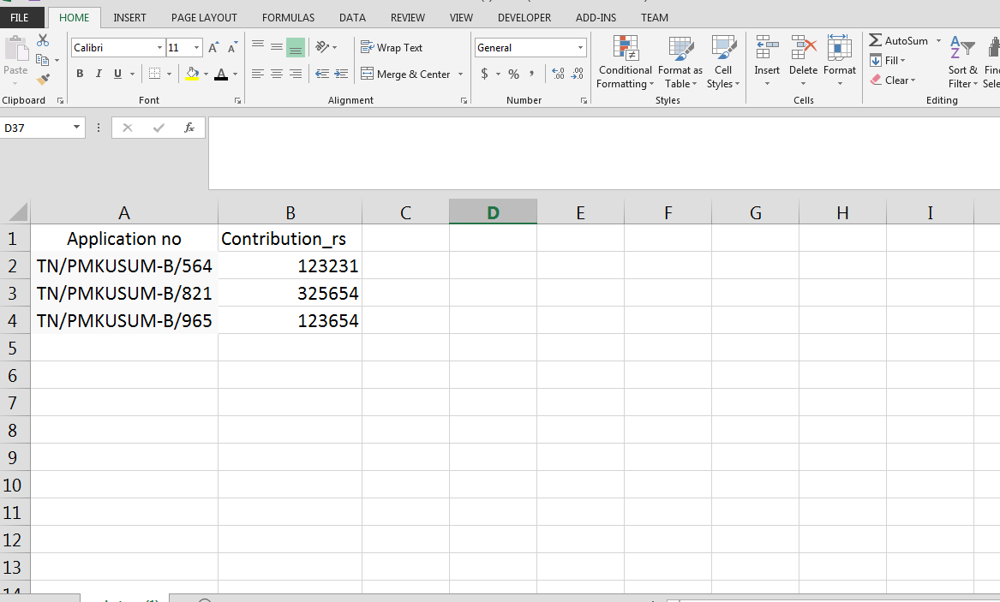 FILE HOME INSERT PAGE LAYOUT FORMULAS DATA REVIEW VIEW DEVELOPER ADD-INS TEAM
Calibri 11 A A Wrap Text General AutoSum
Paste B I U A Merge & Center $ % , .00 Conditional Formatting Format as Table Cell Styles Insert Delete Format Fill Sort & Filter
Clear
Clipboard Font Alignment Number Styles Cells Editing
D37 fx
A B C D E F G H I
1 Application no Contribution_rs
2 TN/PMKUSUM-B/564 123231
3 TN/PMKUSUM-B/821 325654
4 TN/PMKUSUM-B/965 123654
5
6
7
8
9
10
11
12
13
14